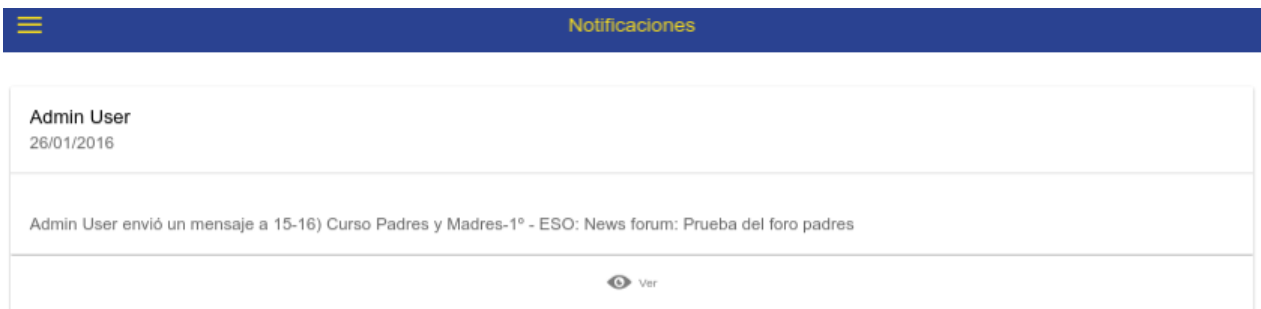 Notificaciones
Admin User
26/01/2016
Admin User envió un mensaje a 15-16) Curso Padres y Madres-1º - ESO: News forum: Prueba del foro padres
Ver